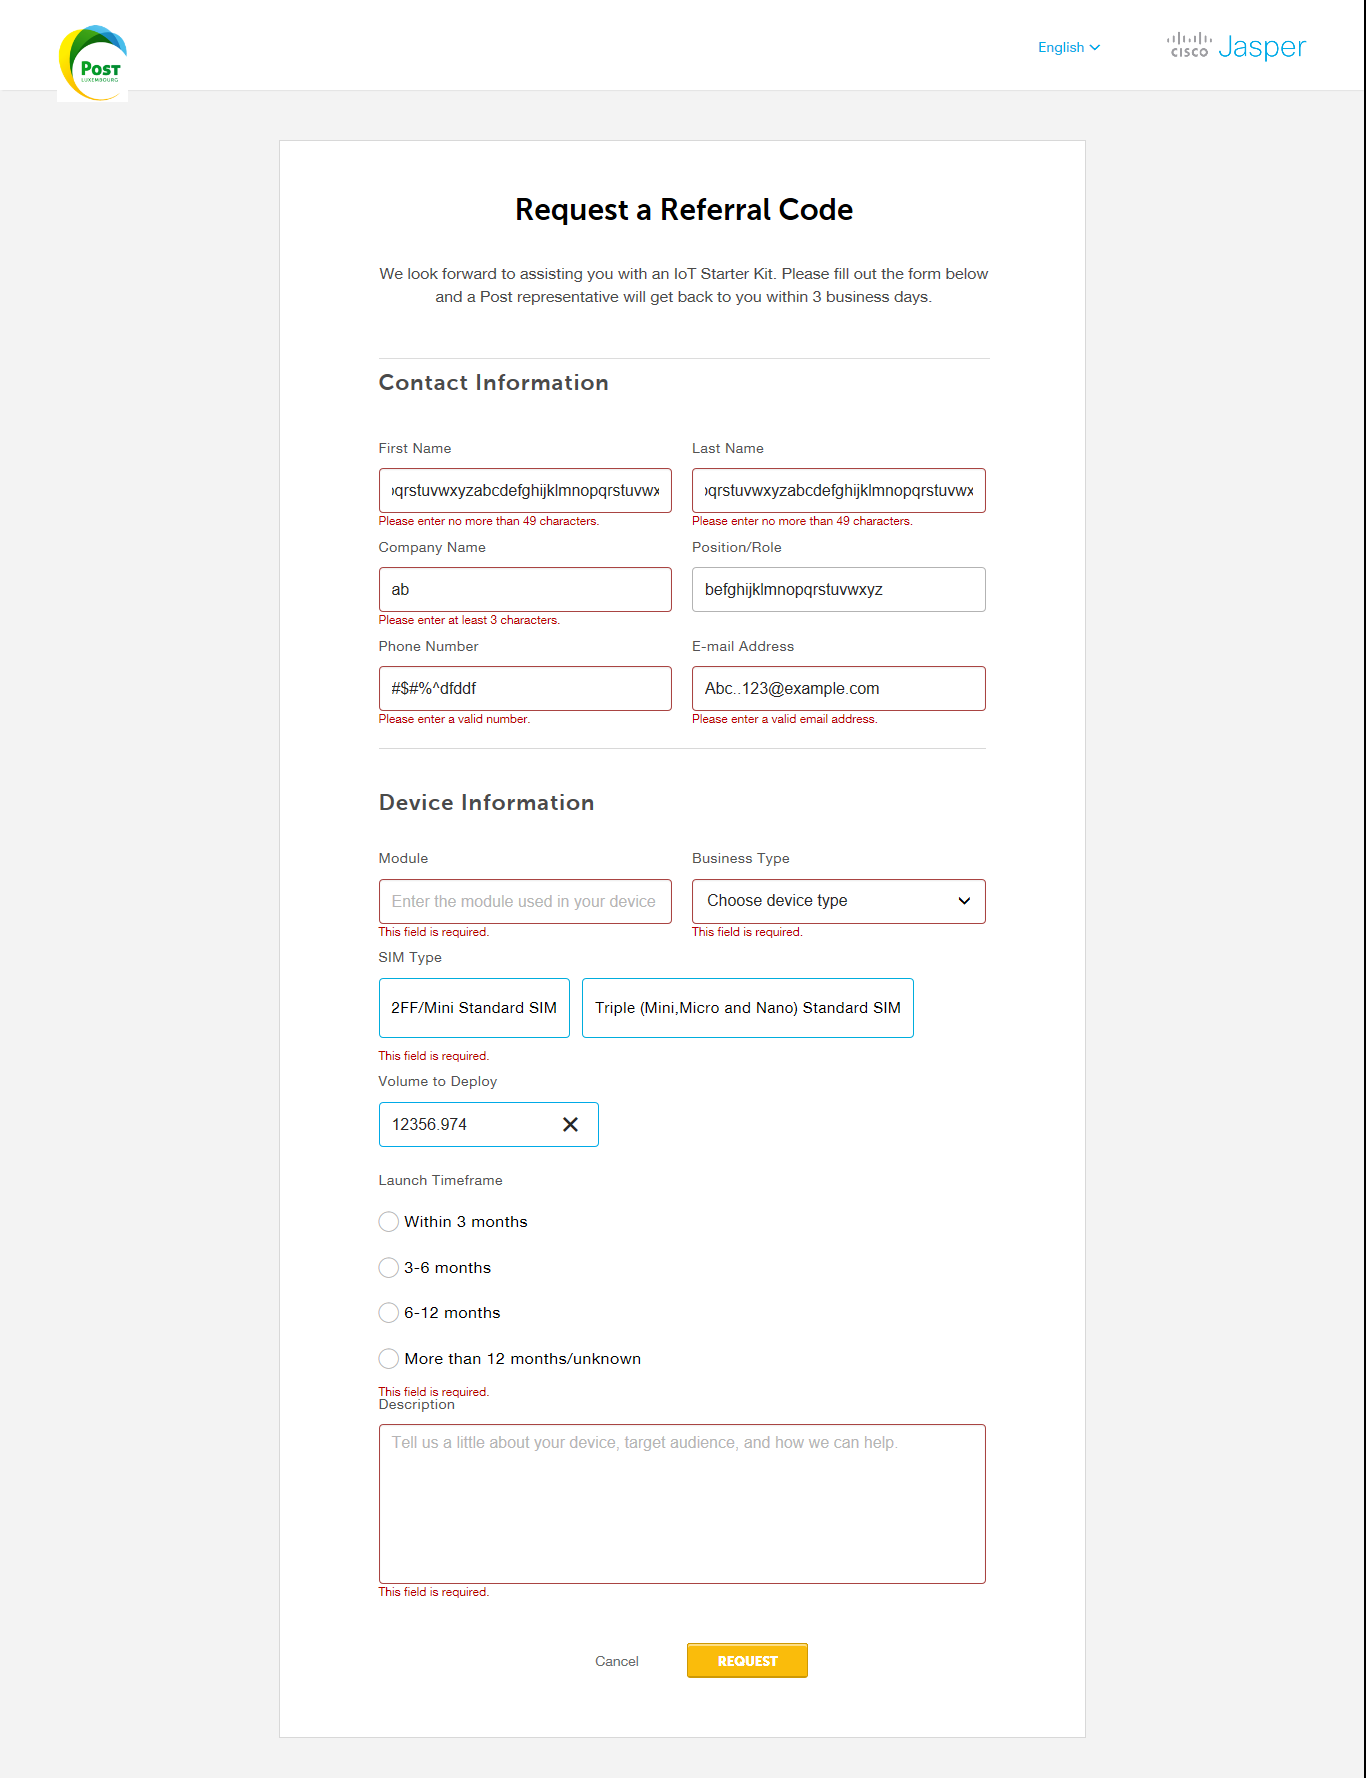 POST
LUXEMBOURG
English
CISCO Jasper
Request a Referral Code
We look forward to assisting you with an IoT Starter Kit. Please fill out the form below
and a Post representative will get back to you within 3 business days.
Contact Information
First Name
Last Name
qrstuvwxyzabcdefghijklmnopqrstuvwx
qrstuvwxyzabcdefghijklmnopqrstuvwx
Please enter no more than 49 characters.
Please enter no more than 49 characters.
Company Name
Position/Role
ab
befghijklmnopqrstuvwxyz
Please enter at least 3 characters.
Phone Number
E-mail Address
#$#%^dfddf
Abc..123@example.com
Please enter a valid number.
Please enter a valid email address.
Device Information
Module
Business Type
Enter the module used in your device
Choose device type
This field is required.
This field is required.
SIM Type
2FF/Mini Standard SIM
Triple (Mini,Micro and Nano) Standard SIM
This field is required.
Volume to Deploy
12356.974
Launch Timeframe
Within 3 months
3-6 months
6-12 months
More than 12 months/unknown
This field is required.
Description
Tell us a little about your device, target audience, and how we can help.
This field is required.
Cancel
REQUEST